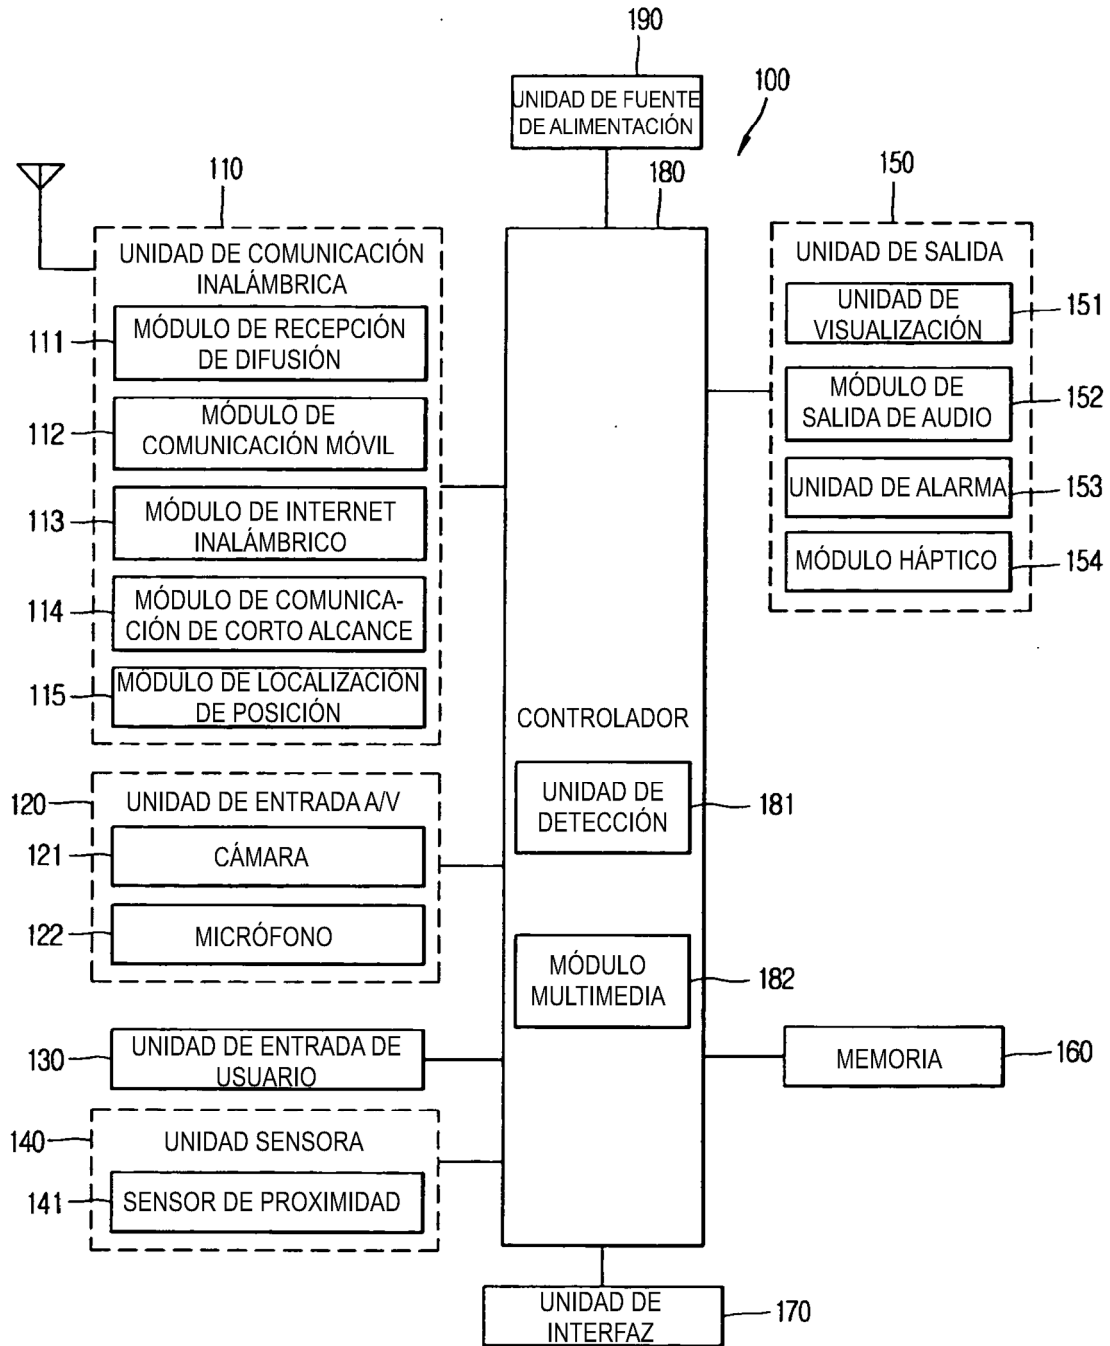 190
UNIDAD DE FUENTE
DE ALIMENTACIÓN
100
110
UNIDAD DE COMUNICACIÓN
INALÁMBRICA
111
MÓDULO DE RECEPCIÓN
DE DIFUSIÓN
112
MÓDULO DE
COMUNICACIÓN MÓVIL
113
MÓDULO DE INTERNET
INALÁMBRICO
114
MÓDULO DE COMUNICA-
CIÓN DE CORTO ALCANCE
115
MÓDULO DE LOCALIZACIÓN
DE POSICIÓN
120
UNIDAD DE ENTRADA A/V
121
CÁMARA
122
MICRÓFONO
130
UNIDAD DE ENTRADA DE
USUARIO
140
UNIDAD SENSORA
141
SENSOR DE PROXIMIDAD
180
CONTROLADOR
UNIDAD DE
DETECCIÓN
181
MÓDULO
MULTIMEDIA
182
150
UNIDAD DE SALIDA
UNIDAD DE
VISUALIZACIÓN
151
MÓDULO DE
SALIDA DE AUDIO
152
UNIDAD DE ALARMA
153
MÓDULO HÁPTICO
154
MEMORIA
160
UNIDAD DE
INTERFAZ
170